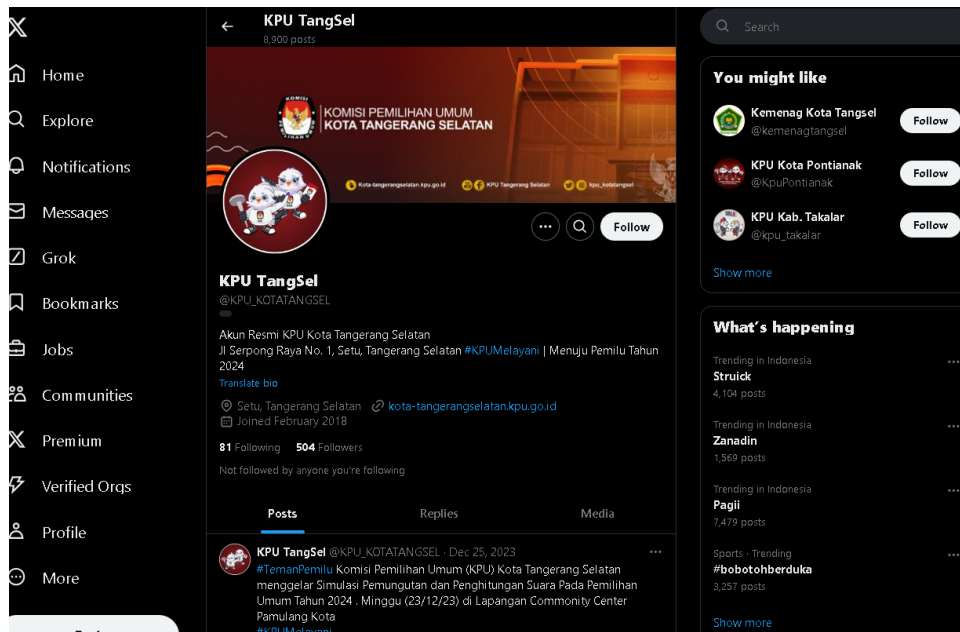 KPU TangSel
8,900 posts
Home
Explore
Notifications
Messages
Grok
Bookmarks
Jobs
Communities
Premium
Verified Orgs
Profile
More
KOMISI PEMILIHAN UMUM
KOTA TANGERANG SELATAN
Kota-tangerangselatan.kpu.go.id
KPU Tangerang Selatan
kpu_kotatangsel
KOMISI
Follow
KPU TangSel
@KPU_KOTATANGSEL
Akun Resmi KPU Kota Tangerang Selatan
Jl Serpong Raya No. 1, Setu, Tangerang Selatan #KPUMelayani | Menuju Pemilu Tahun
2024
Translate bio
Setu, Tangerang Selatan kota-tangerangselatan.kpu.go.id
Joined February 2018
81 Following 504 Followers
Not followed by anyone you're following
Posts Replies Media
KPU TangSel @KPU_KOTATANGSEL · Dec 25, 2023
#TemanPemilu Komisi Pemilihan Umum (KPU) Kota Tangerang Selatan
menggelar Simulasi Pemungutan dan Penghitungan Suara Pada Pemilihan
Umum Tahun 2024 . Minggu (23/12/23) di Lapangan Commonity Center
Pamulang Kota
#KPUMelayani
Search
You might like
Kemenag Kota Tangsel
@kemenagtangsel
Follow
KPU Kota Pontianak
@KpuPontianak
Follow
KPU Kab. Takalar
@kpu_takalar
Follow
Show more
What's happening
Trending in Indonesia
Struick
4,104 posts
Trending in Indonesia
Zanadin
1,569 posts
Trending in Indonesia
Pagii
7,479 posts
Sports · Trending
#bobotohberduka
3,257 posts
Show more